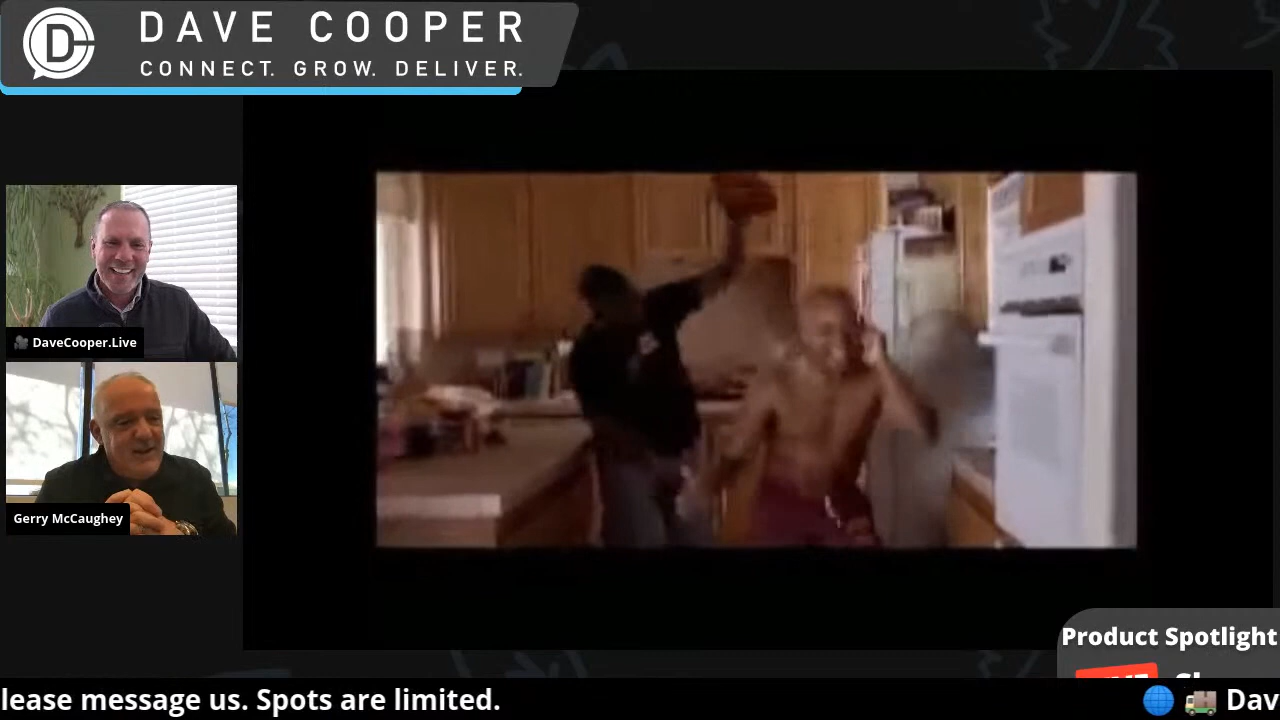 DAVE COOPER
CONNECT. GROW. DELIVER.
DaveCooper.Live
Gerry McCaughey
Product Spotlight
lease message us. Spots are limited.
Dav